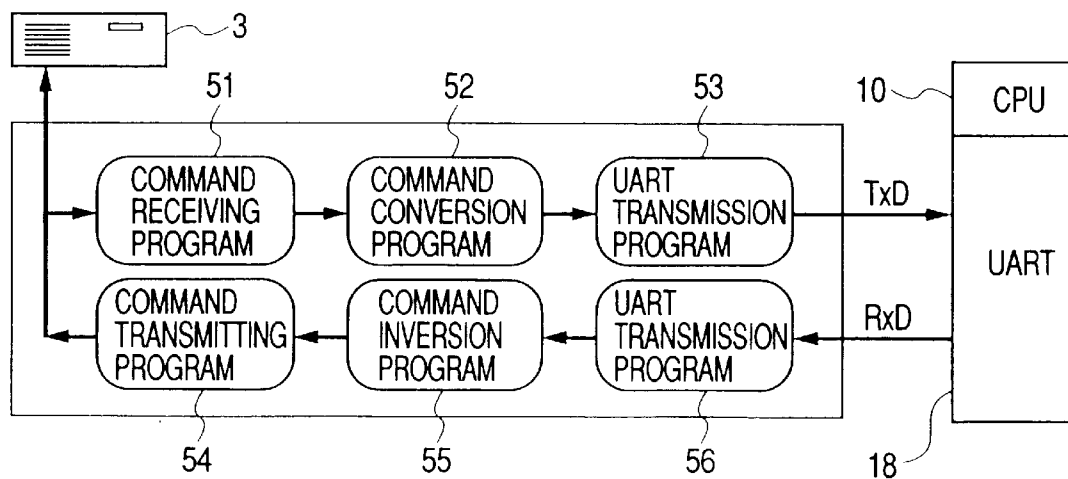 3
51
52
53
10
CPU
COMMAND
RECEIVING
PROGRAM
COMMAND
CONVERSION
PROGRAM
UART
TRANSMISSION
PROGRAM
TxD
UART
COMMAND
TRANSMITTING
PROGRAM
COMMAND
INVERSION
PROGRAM
UART
TRANSMISSION
PROGRAM
RxD
54
55
56
18